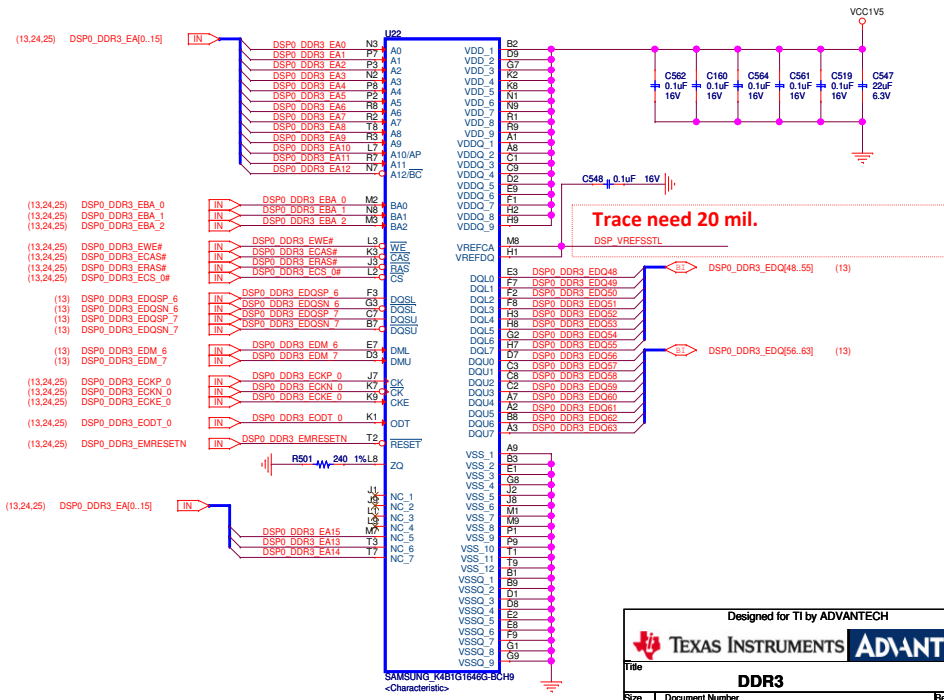 VCC1V5
U22
(13,24,25) DSP0_DDR3_EA[0..15] IN
DSP0_DDR3_EA0 N3 A0
DSP0_DDR3_EA1 P7 A1
DSP0_DDR3_EA2 P3 A2
DSP0_DDR3_EA3 N2 A3
DSP0_DDR3_EA4 P8 A4
DSP0_DDR3_EA5 P2 A5
DSP0_DDR3_EA6 R8 A6
DSP0_DDR3_EA7 R2 A7
DSP0_DDR3_EA8 T8 A8
DSP0_DDR3_EA9 R3 A9
DSP0_DDR3_EA10 L7 A10/AP
DSP0_DDR3_EA11 R7 A11
DSP0_DDR3_EA12 N7 A12/BC
(13,24,25) DSP0_DDR3_EBA_0 IN DSP0_DDR3_EBA_0 M2 BA0
(13,24,25) DSP0_DDR3_EBA_1 IN DSP0_DDR3_EBA_1 N8 BA1
(13,24,25) DSP0_DDR3_EBA_2 IN DSP0_DDR3_EBA_2 M3 BA2
(13,24,25) DSP0_DDR3_EWE# IN DSP0_DDR3_EWE# L3 WE
(13,24,25) DSP0_DDR3_ECAS# IN DSP0_DDR3_ECAS# K3 CAS
(13,24,25) DSP0_DDR3_ERAS# IN DSP0_DDR3_ERAS# J3 RAS
(13,24,25) DSP0_DDR3_ECS_0# IN DSP0_DDR3_ECS_0# L2 CS
(13) DSP0_DDR3_EDQSP_6 IN DSP0_DDR3_EDQSP_6 F3 DQSL
(13) DSP0_DDR3_EDQSN_6 IN DSP0_DDR3_EDQSN_6 G3 DQSL
(13) DSP0_DDR3_EDQSP_7 IN DSP0_DDR3_EDQSP_7 C7 DQSU
(13) DSP0_DDR3_EDQSN_7 IN DSP0_DDR3_EDQSN_7 B7 DQSU
(13) DSP0_DDR3_EDM_6 IN DSP0_DDR3_EDM_6 E7 DML
(13) DSP0_DDR3_EDM_7 IN DSP0_DDR3_EDM_7 D3 DMU
(13,24,25) DSP0_DDR3_ECKP_0 IN DSP0_DDR3_ECKP_0 J7 CK
(13,24,25) DSP0_DDR3_ECKN_0 IN DSP0_DDR3_ECKN_0 K7 CK
(13,24,25) DSP0_DDR3_ECKE_0 IN DSP0_DDR3_ECKE_0 K9 CKE
(13,24,25) DSP0_DDR3_EODT_0 IN DSP0_DDR3_EODT_0 K1 ODT
(13,24,25) DSP0_DDR3_EMRESETN IN DSP0_DDR3_EMRESETN T2 RESET
R501 240 1% L8 ZQ
J1 NC_1
J9 NC_2
L1 NC_3
L9 NC_4
(13,24,25) DSP0_DDR3_EA[0..15] IN
DSP0_DDR3_EA15 M7 NC_5
DSP0_DDR3_EA13 T3 NC_6
DSP0_DDR3_EA14 T7 NC_7
VDD_1 B2
VDD_2 D9
VDD_3 G7
VDD_4 K2
VDD_5 K8
VDD_6 N1
VDD_7 N9
VDD_8 R1
VDD_9 R9
VDDQ_1 A1
VDDQ_2 A8
VDDQ_3 C1
VDDQ_4 C9
VDDQ_5 D2
VDDQ_6 E9
VDDQ_7 F1
VDDQ_8 H2
VDDQ_9 H9
C562 0.1uF 16V
C160 0.1uF 16V
C564 0.1uF 16V
C561 0.1uF 16V
C519 0.1uF 16V
C547 22uF 6.3V
C548 0.1uF 16V
Trace need 20 mil.
VREFCA M8 DSP_VREFSSTL
VREFDQ H1
DQL0 E3 DSP0_DDR3_EDQ48
DQL1 F7 DSP0_DDR3_EDQ49
DQL2 F2 DSP0_DDR3_EDQ50
DQL3 F8 DSP0_DDR3_EDQ51
DQL4 H3 DSP0_DDR3_EDQ52
DQL5 H8 DSP0_DDR3_EDQ53
DQL6 G2 DSP0_DDR3_EDQ54
DQL7 H7 DSP0_DDR3_EDQ55
BI DSP0_DDR3_EDQ[48..55] (13)
DQU0 D7 DSP0_DDR3_EDQ56
DQU1 C3 DSP0_DDR3_EDQ57
DQU2 C8 DSP0_DDR3_EDQ58
DQU3 C2 DSP0_DDR3_EDQ59
DQU4 A7 DSP0_DDR3_EDQ60
DQU5 A2 DSP0_DDR3_EDQ61
DQU6 B8 DSP0_DDR3_EDQ62
DQU7 A3 DSP0_DDR3_EDQ63
BI DSP0_DDR3_EDQ[56..63] (13)
VSS_1 A9
VSS_2 B3
VSS_3 E1
VSS_4 G8
VSS_5 J2
VSS_6 J8
VSS_7 M1
VSS_8 M9
VSS_9 P1
VSS_10 P9
VSS_11 T1
VSS_12 T9
VSSQ_1 B1
VSSQ_2 B9
VSSQ_3 D1
VSSQ_4 D8
VSSQ_5 E2
VSSQ_6 E8
VSSQ_7 F9
VSSQ_8 G1
VSSQ_9 G9
SAMSUNG_K4B1G1646G-BCH9
<Characteristic>
Designed for TI by ADVANTECH
TEXAS INSTRUMENTS ADVANT
Title
DDR3
Size Document Number Re